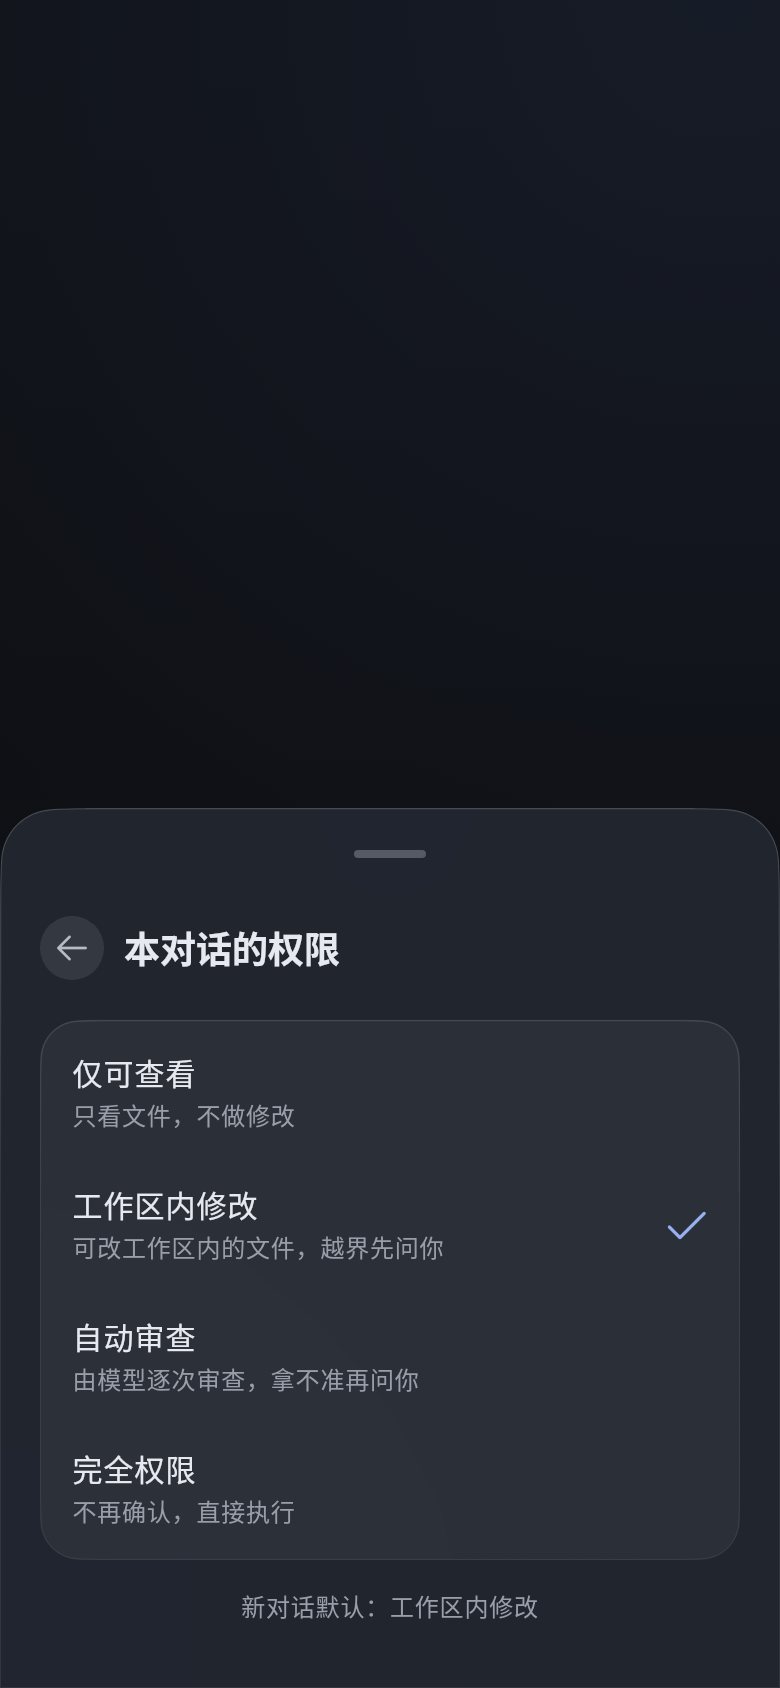 本对话的权限
仅可查看
只看文件，不做修改
工作区内修改
可改工作区内的文件，越界先问你
自动审查
由模型逐次审查，拿不准再问你
完全权限
不再确认，直接执行
新对话默认：工作区内修改